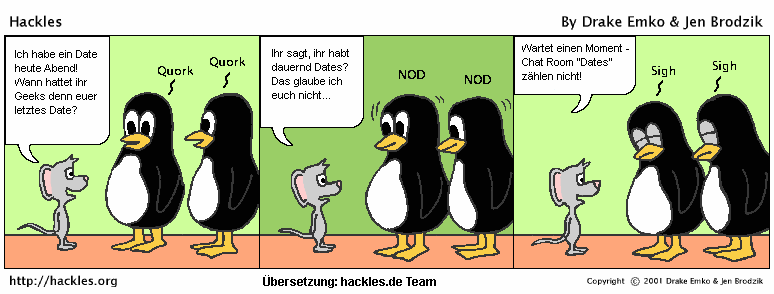 Hackles
By Drake Emko & Jen Brodzik
Ich habe ein Date
heute Abend!
Wann hattet ihr
Geeks denn euer
letztes Date?
Quork
Quork
Ihr sagt, ihr habt
dauernd Dates?
Das glaube ich
euch nicht...
NOD
NOD
Wartet einen Moment -
Chat Room "Dates"
zählen nicht!
Sigh
Sigh
http://hackles.org
Übersetzung: hackles.de Team
Copyright © 2001 Drake Emko & Jen Brodzik